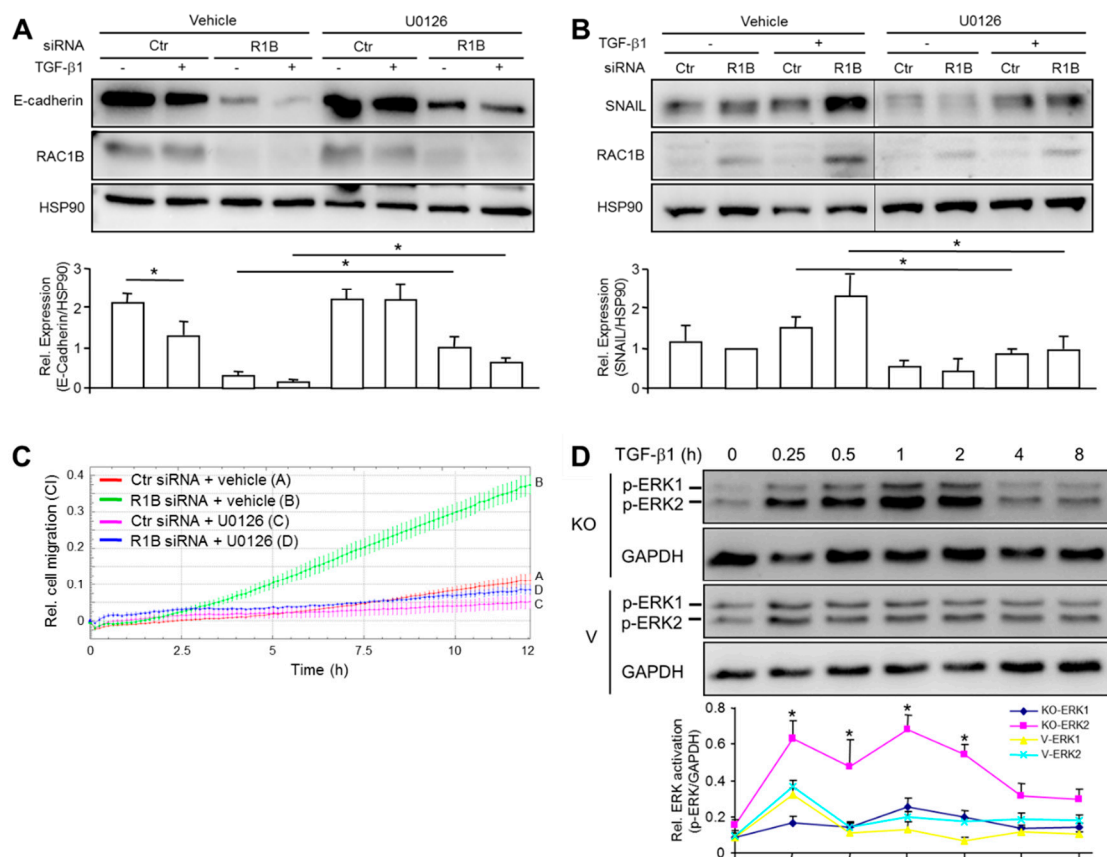 A
Vehicle U0126
siRNA Ctr R1B Ctr R1B
TGF-β1 - + - + - + - +
E-cadherin
RAC1B
HSP90
* * *
Rel. Expression
(E-Cadherin/HSP90)
3
2
1
0
B
Vehicle U0126
TGF-β1 - + - +
siRNA Ctr R1B Ctr R1B Ctr R1B Ctr R1B
SNAIL
RAC1B
HSP90
* *
Rel. Expression
(SNAIL/HSP90)
3
2
1
0
C
Rel. cell migration (CI)
0.4
0.3
0.2
0.1
0
Ctr siRNA + vehicle (A)
R1B siRNA + vehicle (B)
Ctr siRNA + U0126 (C)
R1B siRNA + U0126 (D)
B
A
D
C
0 2.5 5 7.5 10 12
Time (h)
D
TGF-β1 (h) 0 0.25 0.5 1 2 4 8
KO
p-ERK1
p-ERK2
GAPDH
V
p-ERK1
p-ERK2
GAPDH
Rel. ERK activation
(p-ERK/GAPDH)
0.8
0.6
0.4
0.2
0
* * * *
KO-ERK1
KO-ERK2
V-ERK1
V-ERK2